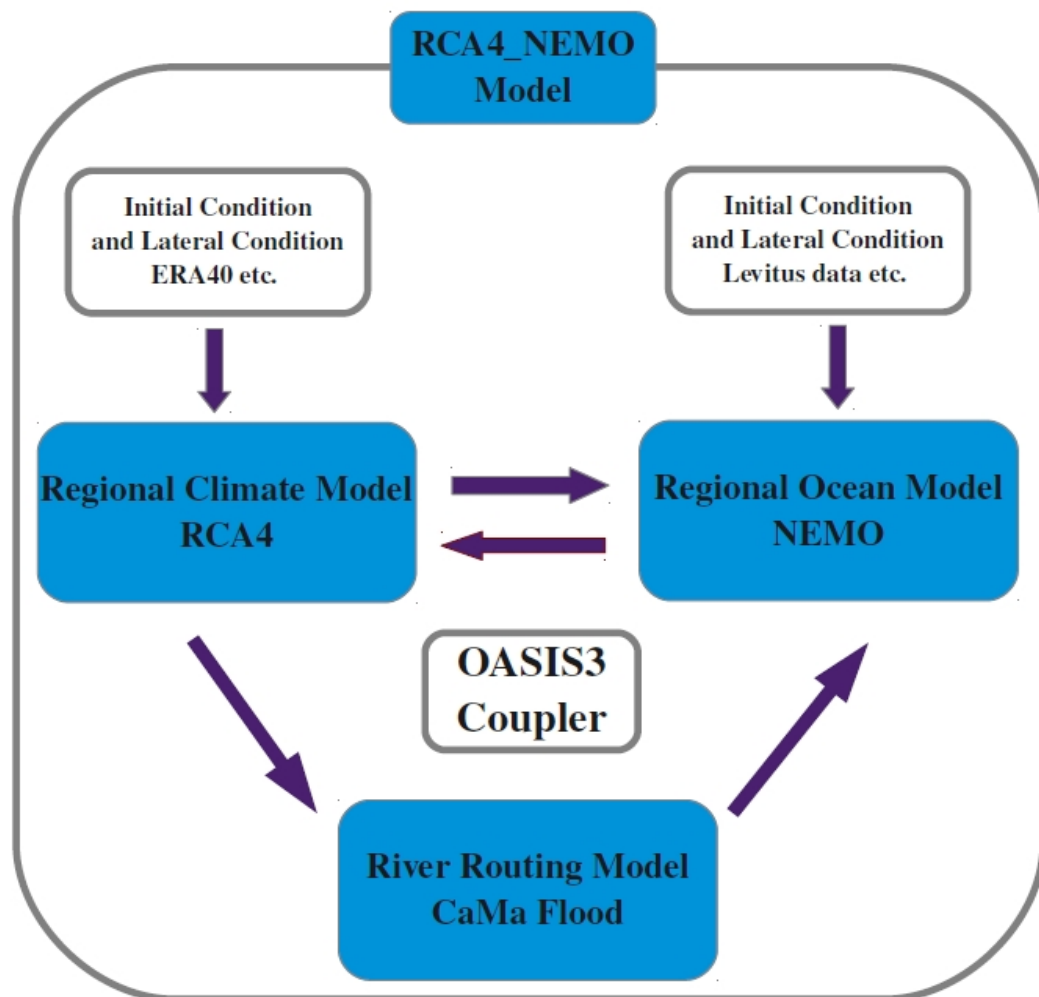 RCA4_NEMO
Model
Initial Condition
and Lateral Condition
ERA40 etc.
Initial Condition
and Lateral Condition
Levitus data etc.
Regional Climate Model
RCA4
Regional Ocean Model
NEMO
OASIS3
Coupler
River Routing Model
CaMa Flood